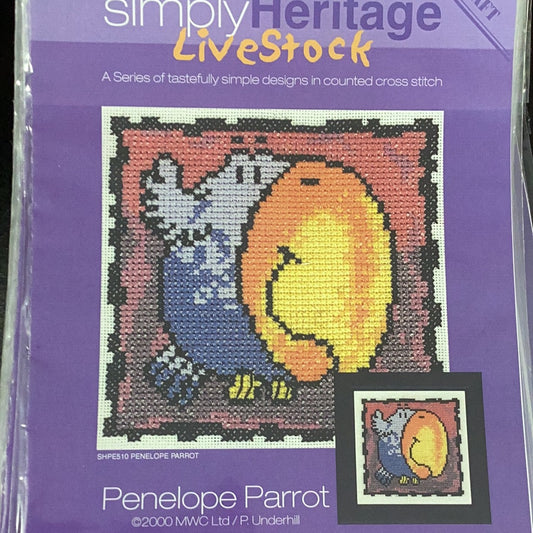 simplyHeritage
LiveStock
A Series of tastefully simple designs in counted cross stitch
SHPE510 PENELOPE PARROT
Penelope Parrot
©2000 MWC Ltd / P. Underhill